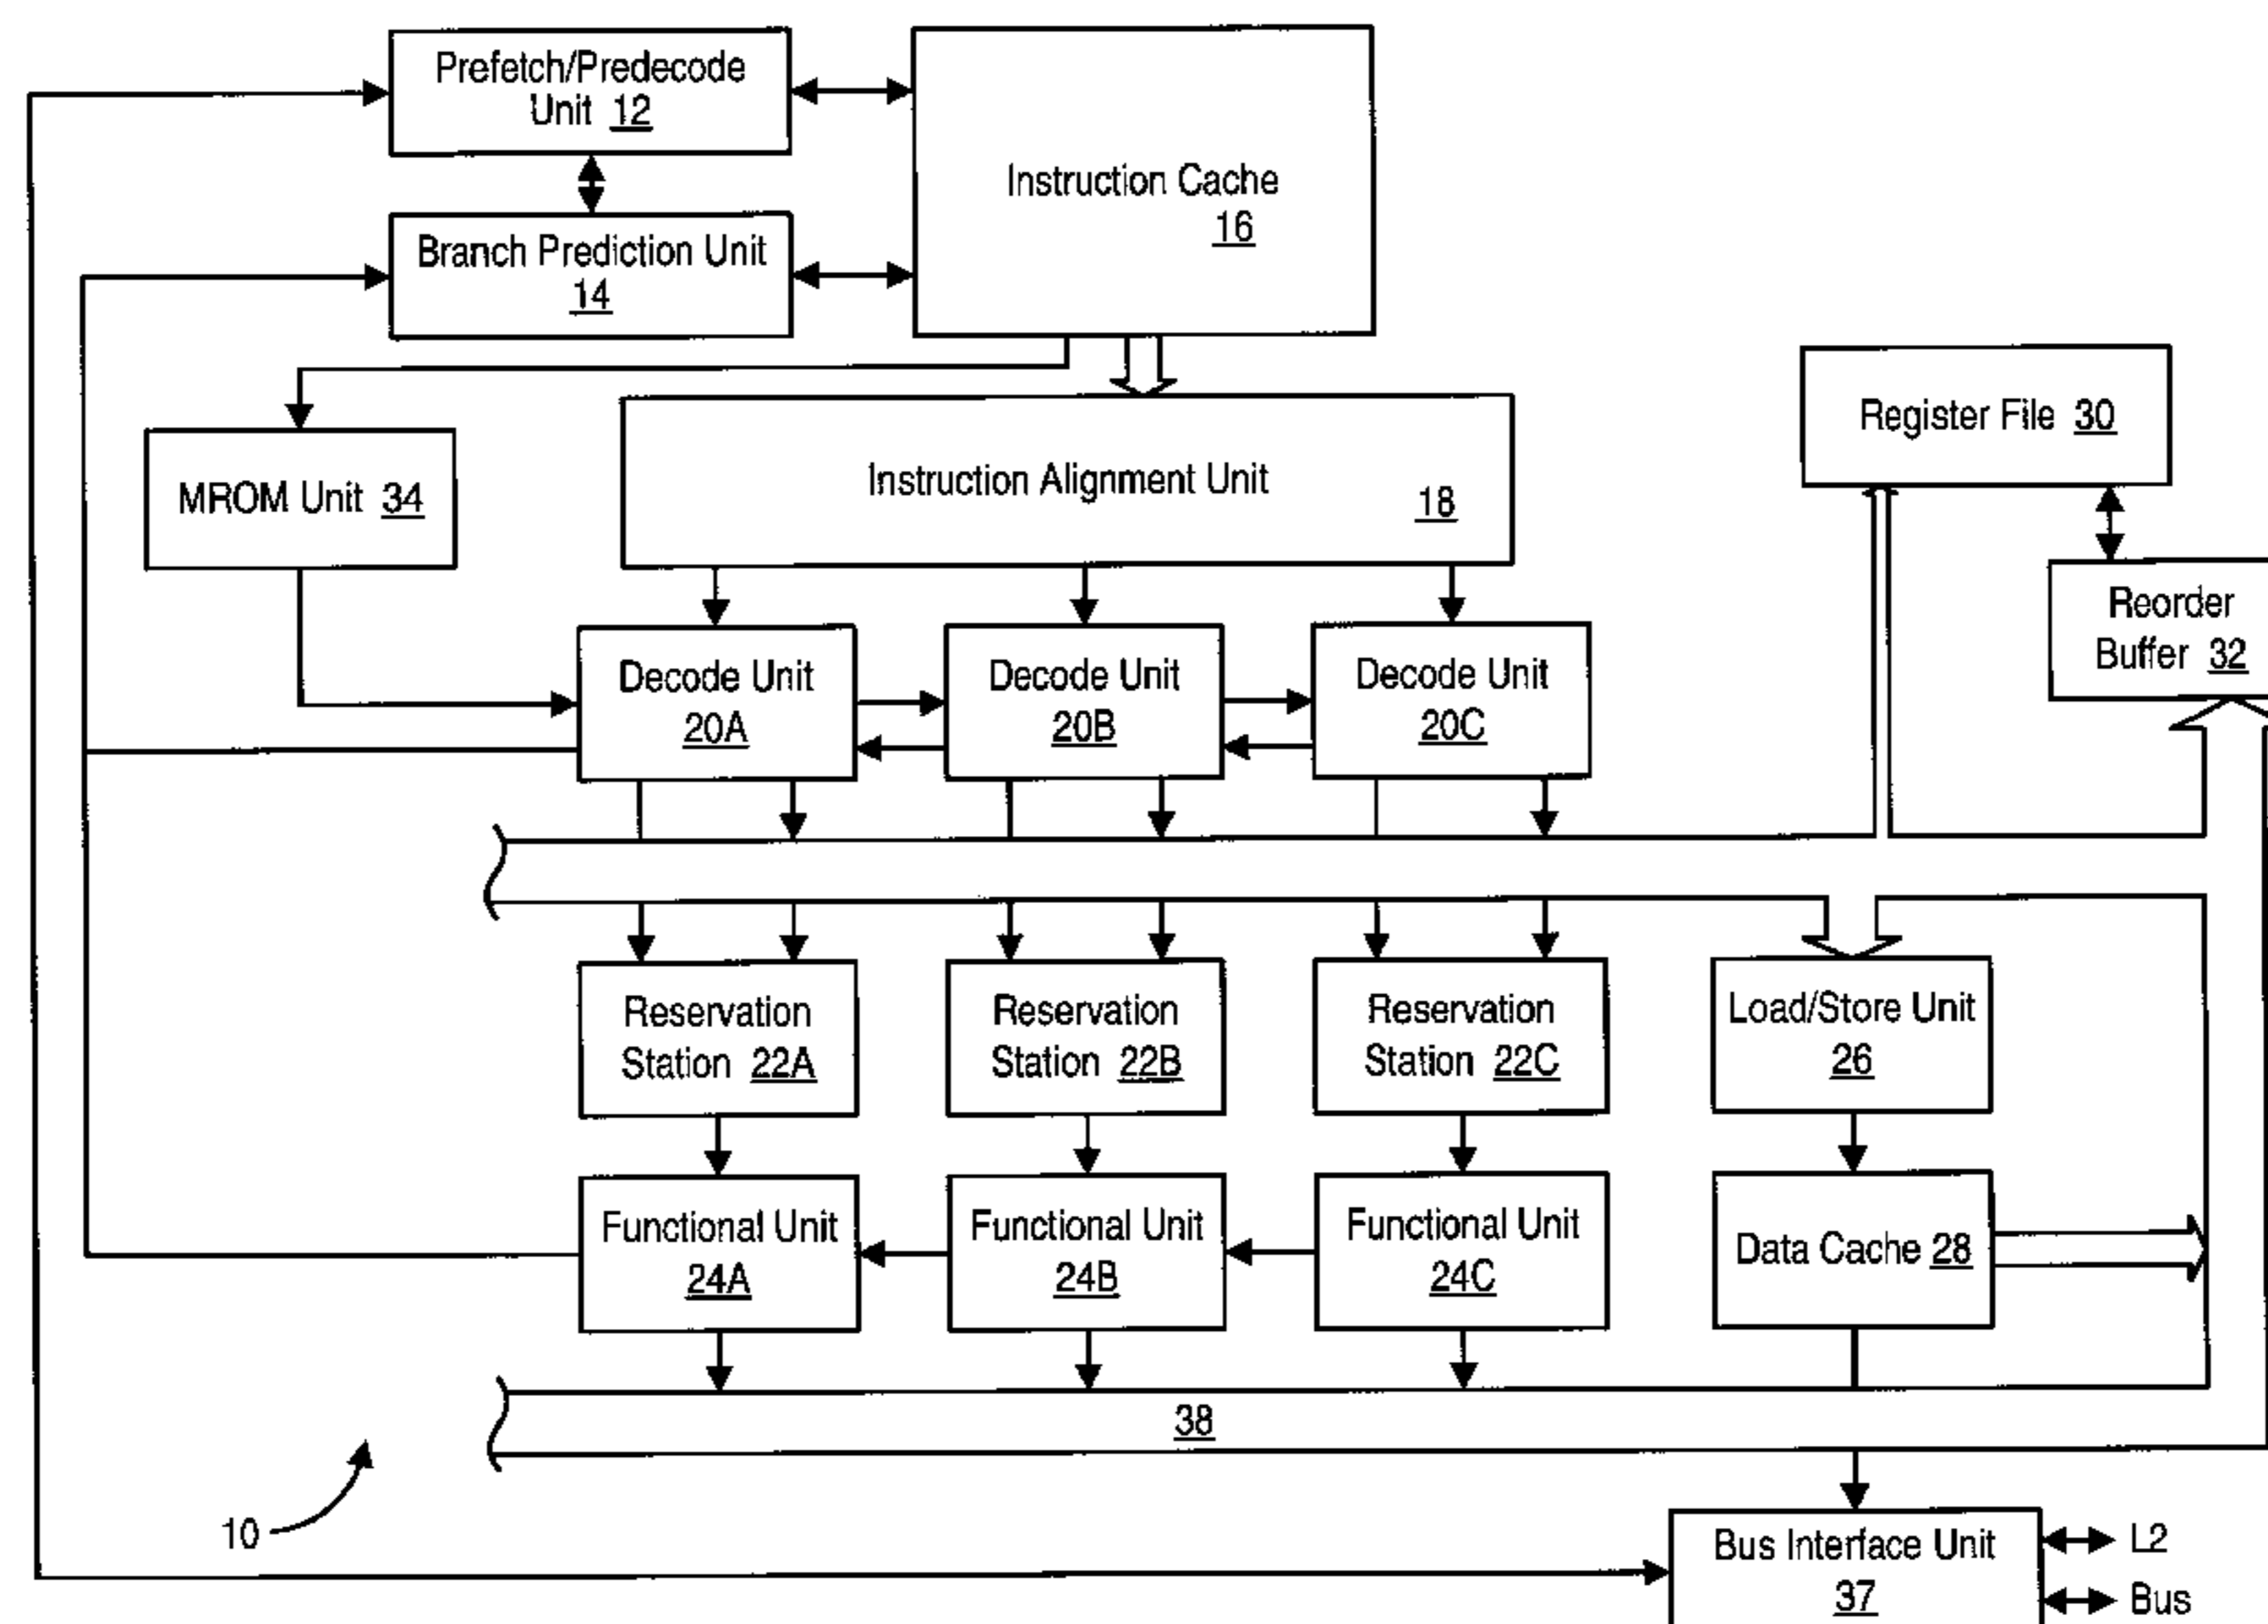 Prefetch/Predecode
Unit 12
Instruction Cache
16
Branch Prediction Unit
14
Register File 30
MROM Unit 34
Instruction Alignment Unit
18
Reorder
Buffer 32
Decode Unit
20A
Decode Unit
20B
Decode Unit
20C
Reservation
Station 22A
Reservation
Station 22B
Reservation
Station 22C
Load/Store Unit
26
Functional Unit
24A
Functional Unit
24B
Functional Unit
24C
Data Cache 28
38
10
Bus Interface Unit
37
L2
Bus